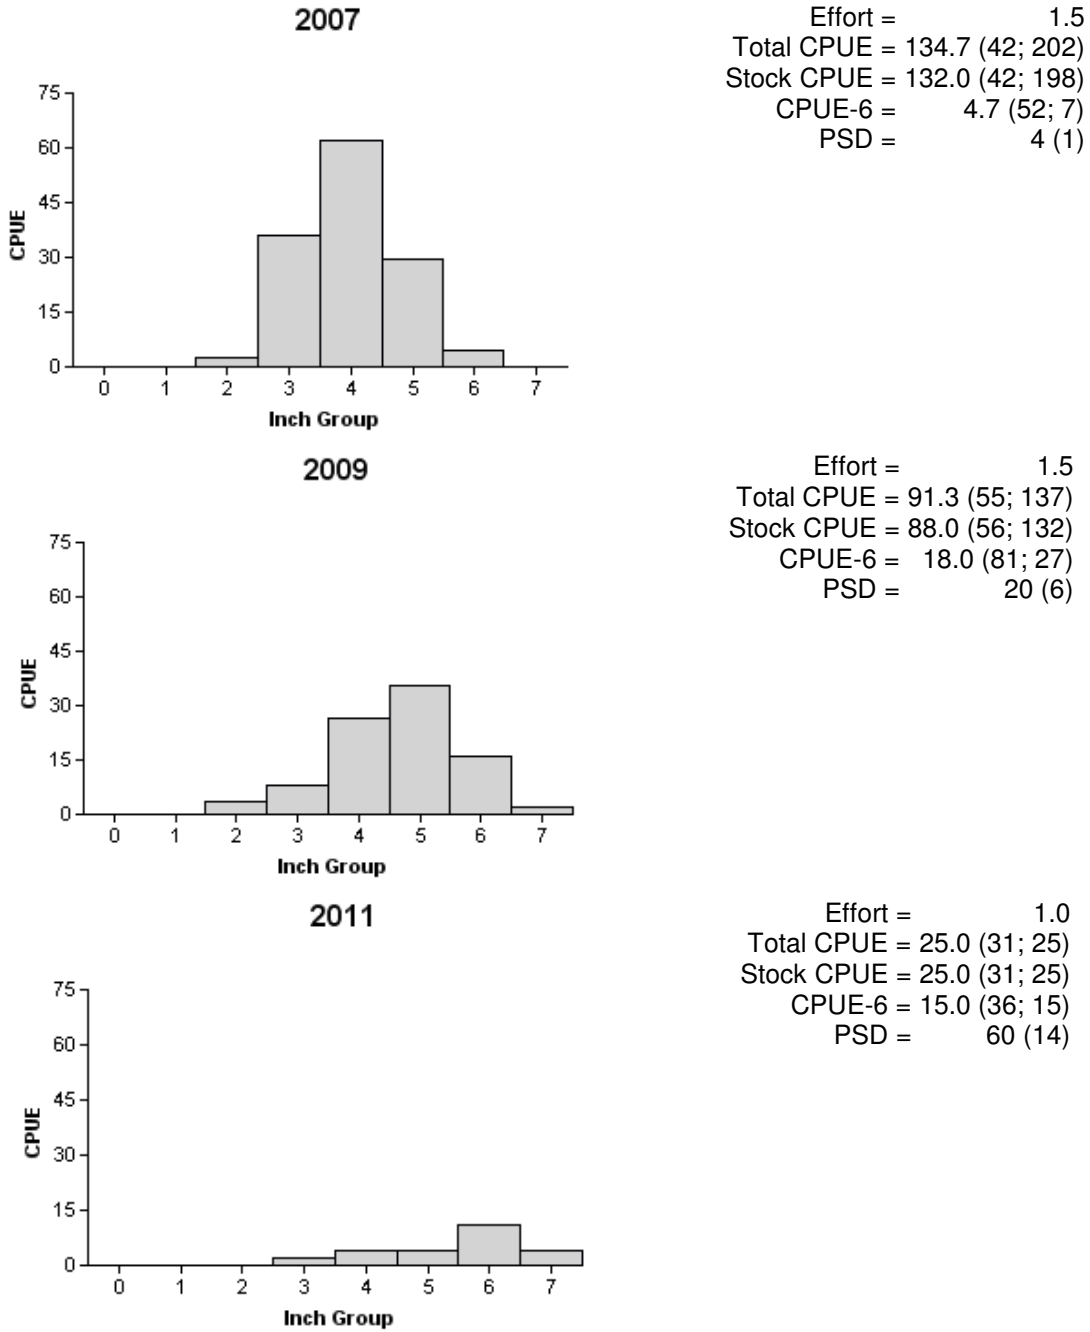 2007
Effort = 1.5
Total CPUE = 134.7 (42; 202)
Stock CPUE = 132.0 (42; 198)
CPUE-6 = 4.7 (52; 7)
PSD = 4 (1)
75
60
45
30
15
0
CPUE
0 1 2 3 4 5 6 7
Inch Group
2009
Effort = 1.5
Total CPUE = 91.3 (55; 137)
Stock CPUE = 88.0 (56; 132)
CPUE-6 = 18.0 (81; 27)
PSD = 20 (6)
75
60
45
30
15
0
CPUE
0 1 2 3 4 5 6 7
Inch Group
2011
Effort = 1.0
Total CPUE = 25.0 (31; 25)
Stock CPUE = 25.0 (31; 25)
CPUE-6 = 15.0 (36; 15)
PSD = 60 (14)
75
60
45
30
15
0
CPUE
0 1 2 3 4 5 6 7
Inch Group